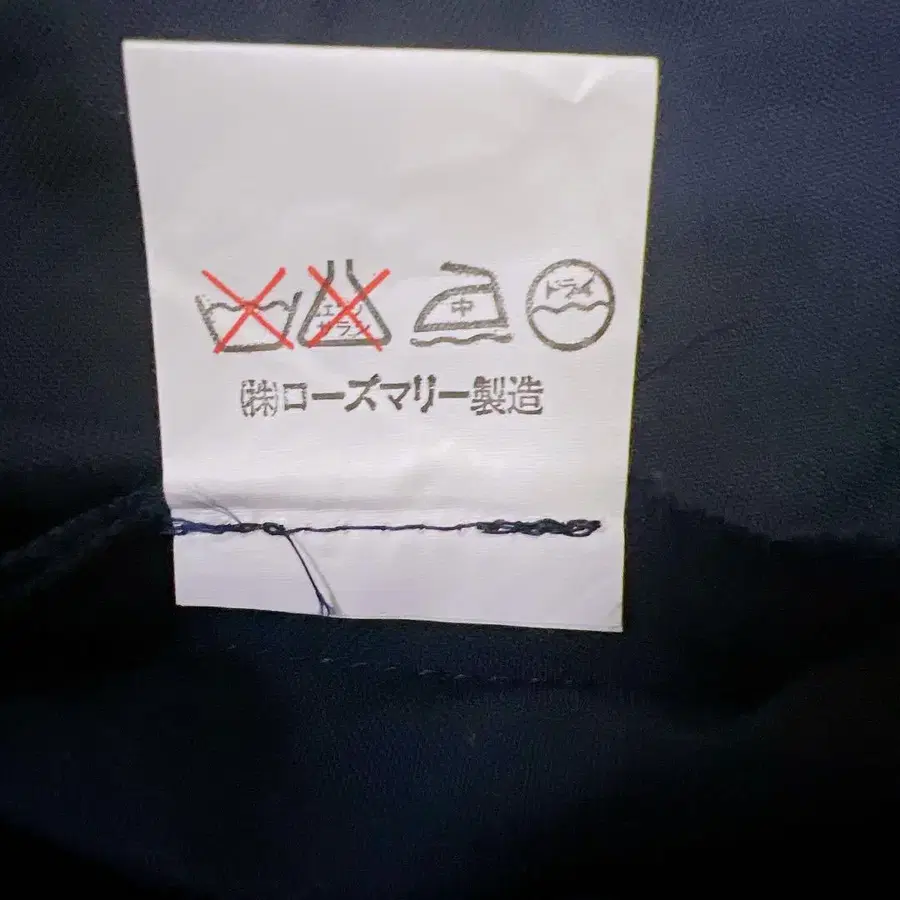 エンソ
サラシ
中
ドライ
㈱ローズマリー製造